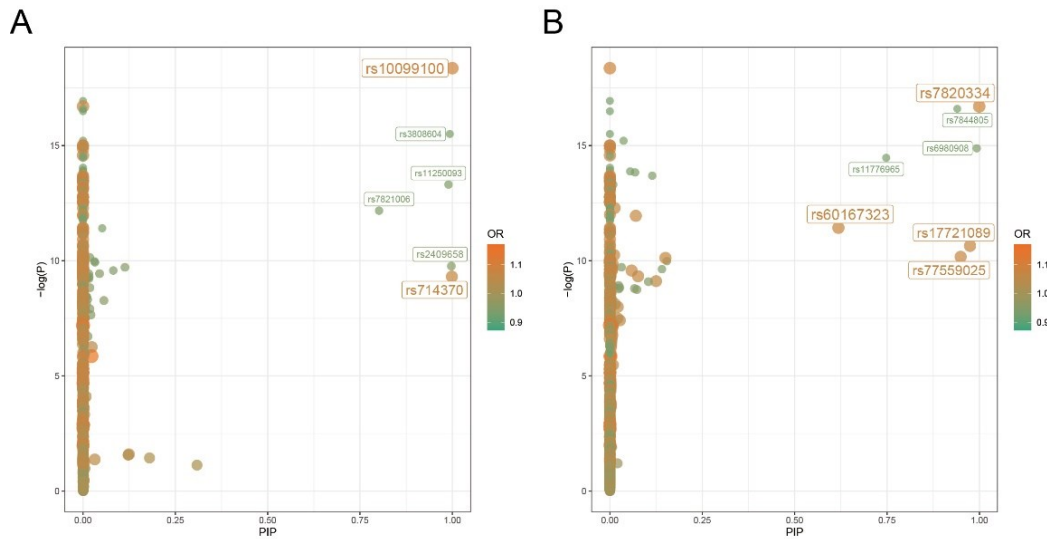 A
B
rs10099100
rs3808604
rs11250093
rs7821006
rs2409658
rs714370
15
10
5
0
−log(P)
0.00
0.25
0.50
0.75
1.00
PIP
OR
1.1
1.0
0.9
rs7820334
rs7844805
rs6980908
rs11776965
rs60167323
rs17721089
rs77559025
15
10
5
0
−log(P)
0.00
0.25
0.50
0.75
1.00
PIP
OR
1.1
1.0
0.9